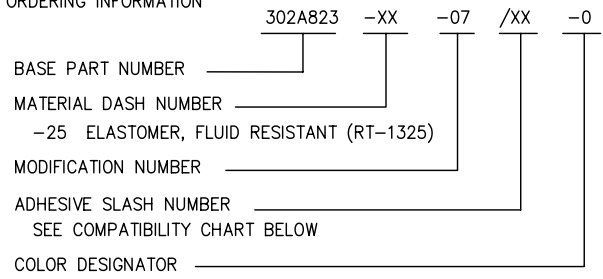 ORDERING INFORMATION
302A823 -XX -07 /XX -0
BASE PART NUMBER
MATERIAL DASH NUMBER
-25 ELASTOMER, FLUID RESISTANT (RT-1325)
MODIFICATION NUMBER
ADHESIVE SLASH NUMBER
SEE COMPATIBILITY CHART BELOW
COLOR DESIGNATOR